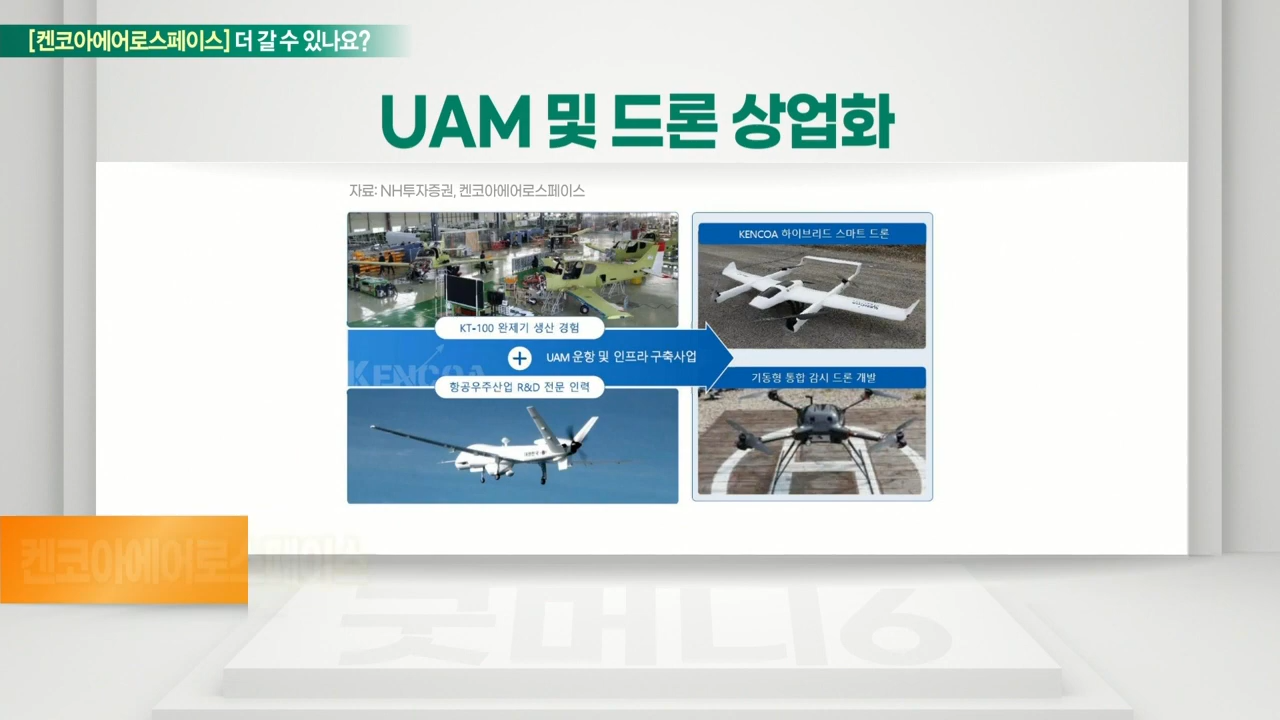 [켄코아에어로스페이스] 더 갈 수 있나요?
UAM 및 드론 상업화
자료: NH투자증권, 켄코아에어로스페이스
KT-100 완제기 생산 경험
UAM 운항 및 인프라 구축사업
KENCOA
항공우주산업 R&D 전문 인력
KENCOA 하이브리드 스마트 드론
기동형 통합 감시 드론 개발
켄코아에어로스페이스
굿머니6